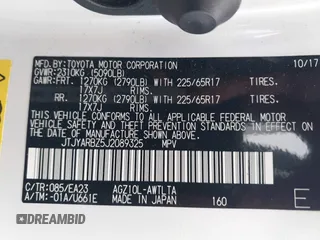 MFD.BY:TOYOTA MOTOR CORPORATION 10/17
GVWR:2310KG (5090LB)
GAWR:FRT. 1270KG (2790LB) WITH 225/65R17 TIRES.
17X7J RIMS.
RR. 1270KG (2790LB) WITH 225/65R17 TIRES.
17X7J RIMS.
THIS VEHICLE CONFORMS TO ALL APPLICABLE FEDERAL MOTOR
VEHICLE SAFETY AND THEFT PREVENTION STANDARDS IN
EFFECT ON THE DATE OF MANUFACTURE SHOWN ABOVE.
JTJYARBZ5J2089325 MPV
C/TR:085/EA23 AGZ10L-AWTLTA
A/TM:-01A/U661E MADE IN JAPAN 160 E
DREAMBID.COM